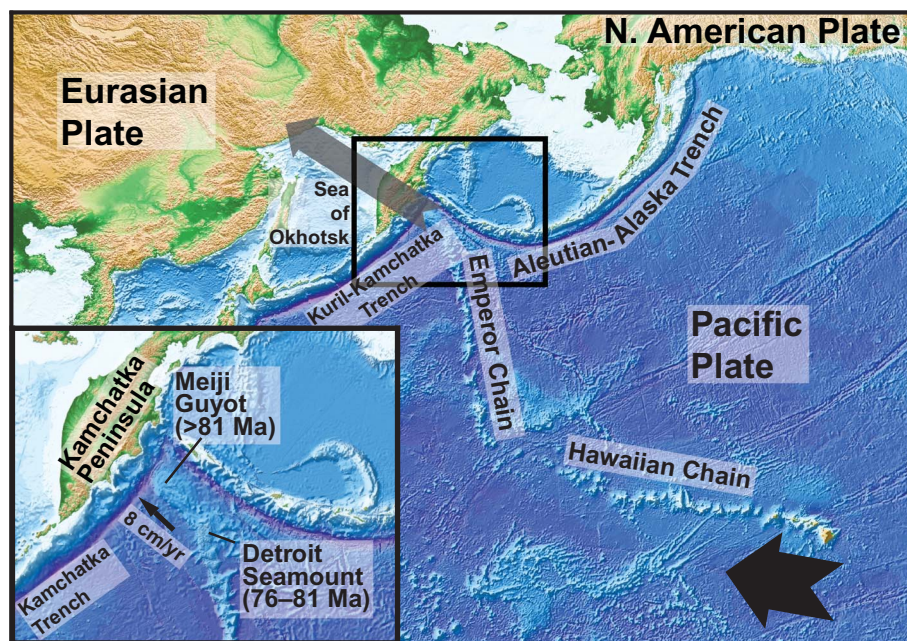 N. American Plate
Eurasian
Plate
Sea
of
Okhotsk
Kuril-Kamchatka
Trench
Aleutian-Alaska Trench
Emperor Chain
Pacific
Plate
Hawaiian Chain
Kamchatka
Peninsula
Meiji
Guyot
(>81 Ma)
8 cm/yr
Detroit
Seamount
(76–81 Ma)
Kamchatka
Trench